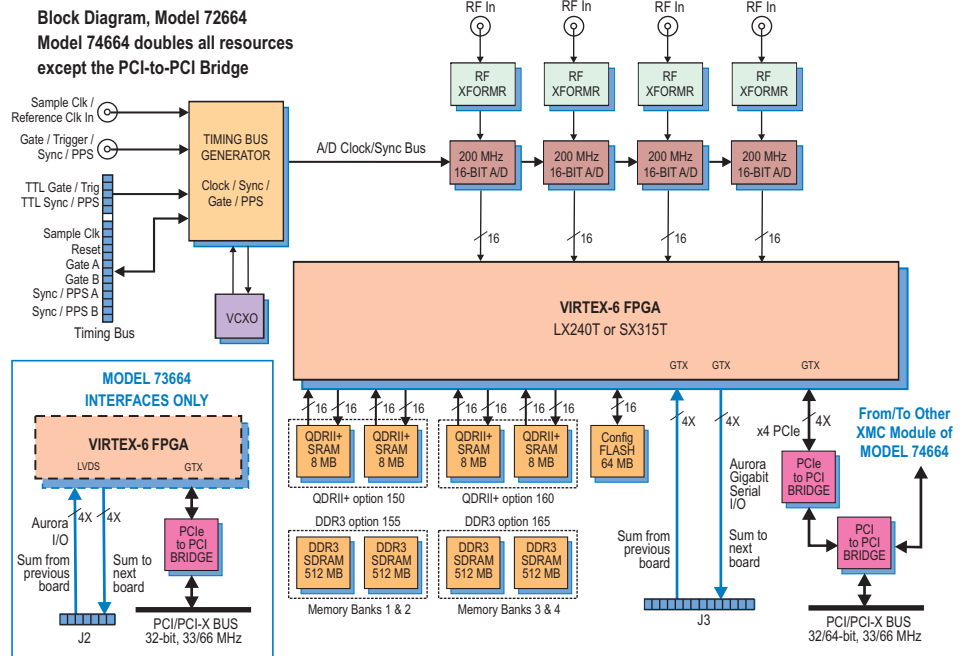 Block Diagram, Model 72664
Model 74664 doubles all resources
except the PCI-to-PCI Bridge
RF In
RF In
RF In
RF In
RF
XFORMR
RF
XFORMR
RF
XFORMR
RF
XFORMR
Sample Clk /
Reference Clk In
Gate / Trigger /
Sync / PPS
TTL Gate / Trig
TTL Sync / PPS
Sample Clk
Reset
Gate A
Gate B
Sync / PPS A
Sync / PPS B
Timing Bus
TIMING BUS
GENERATOR
Clock / Sync /
Gate / PPS
VCXO
A/D Clock/Sync Bus
200 MHz
16-BIT A/D
200 MHz
16-BIT A/D
200 MHz
16-BIT A/D
200 MHz
16-BIT A/D
16
16
16
16
VIRTEX-6 FPGA
LX240T or SX315T
GTX
GTX
GTX
16
16
16
16
16
16
16
16
16
4X
4X
4X
x4 PCIe
QDRII+
SRAM
8 MB
QDRII+
SRAM
8 MB
QDRII+
SRAM
8 MB
QDRII+
SRAM
8 MB
Config
FLASH
64 MB
QDRII+ option 150
QDRII+ option 160
DDR3 option 155
DDR3 option 165
DDR3
SDRAM
512 MB
DDR3
SDRAM
512 MB
DDR3
SDRAM
512 MB
DDR3
SDRAM
512 MB
Memory Banks 1 & 2
Memory Banks 3 & 4
Sum from
previous
board
Sum to
next
board
J3
Aurora
Gigabit
Serial
I/O
PCIe
to PCI
BRIDGE
PCI
to PCI
BRIDGE
From/To Other
XMC Module of
MODEL 74664
PCI/PCI-X BUS
32/64-bit, 33/66 MHz
MODEL 73664
INTERFACES ONLY
VIRTEX-6 FPGA
LVDS
GTX
4X
4X
Aurora
I/O
Sum from
previous
board
Sum to
next
board
J2
PCIe
to PCI
BRIDGE
PCI/PCI-X BUS
32-bit, 33/66 MHz